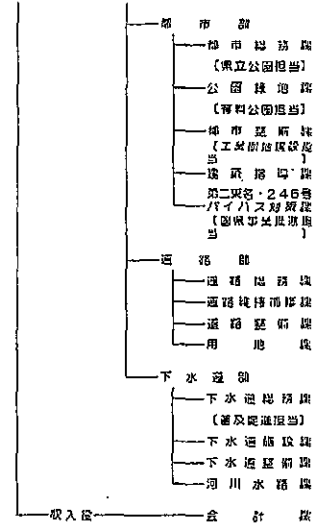 都市部
都市総務課
〔県立公園担当〕
公園緑地課
〔有料公園担当〕
都市整備課
〔工業団地建設担
当〕
建築指導課
第二東名・246号
バイパス対策課
〔国県事業推進担
当〕
道路部
道路総務課
道路維持補修課
道路整備課
用地課
下水道部
下水道総務課
〔普及促進担当〕
下水道施設課
下水道整備課
河川水路課
収入役 会計課